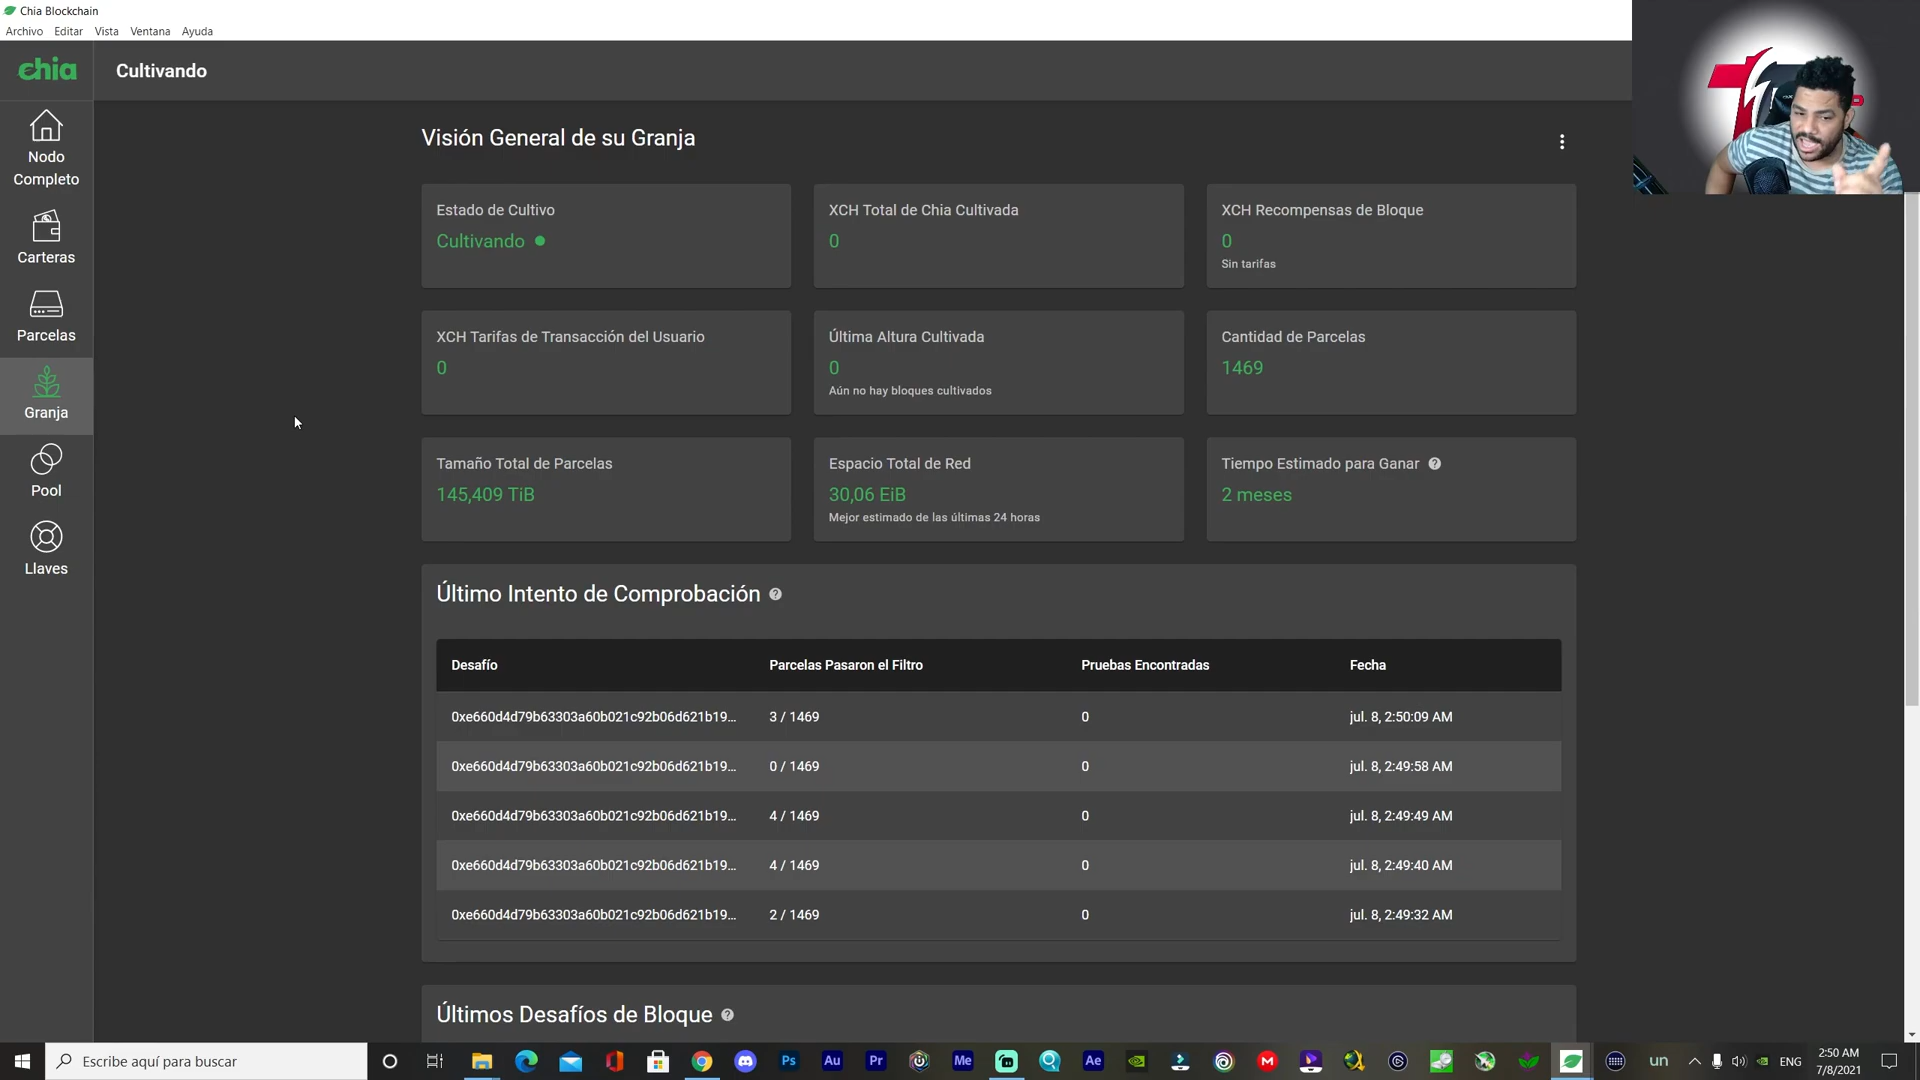 Chia Blockchain
Archivo Editar Vista Ventana Ayuda
chia
Cultivando
Nodo
Completo
Carteras
Parcelas
Granja
Pool
Llaves
Visión General de su Granja
Estado de Cultivo
Cultivando
XCH Total de Chia Cultivada
0
XCH Recompensas de Bloque
0
Sin tarifas
XCH Tarifas de Transacción del Usuario
0
Última Altura Cultivada
0
Aún no hay bloques cultivados
Cantidad de Parcelas
1469
Tamaño Total de Parcelas
145,409 TiB
Espacio Total de Red
30,06 EiB
Mejor estimado de las últimas 24 horas
Tiempo Estimado para Ganar ?
2 meses
Último Intento de Comprobación ?
Desafío Parcelas Pasaron el Filtro Pruebas Encontradas Fecha
0xe660d4d79b63303a60b021c92b06d621b19... 3 / 1469 0 jul. 8, 2:50:09 AM
0xe660d4d79b63303a60b021c92b06d621b19... 0 / 1469 0 jul. 8, 2:49:58 AM
0xe660d4d79b63303a60b021c92b06d621b19... 4 / 1469 0 jul. 8, 2:49:49 AM
0xe660d4d79b63303a60b021c92b06d621b19... 4 / 1469 0 jul. 8, 2:49:40 AM
0xe660d4d79b63303a60b021c92b06d621b19... 2 / 1469 0 jul. 8, 2:49:32 AM
Últimos Desafíos de Bloque ?
Escribe aquí para buscar
Ps Au Pr Me Ae M un ENG
2:50 AM
7/8/2021